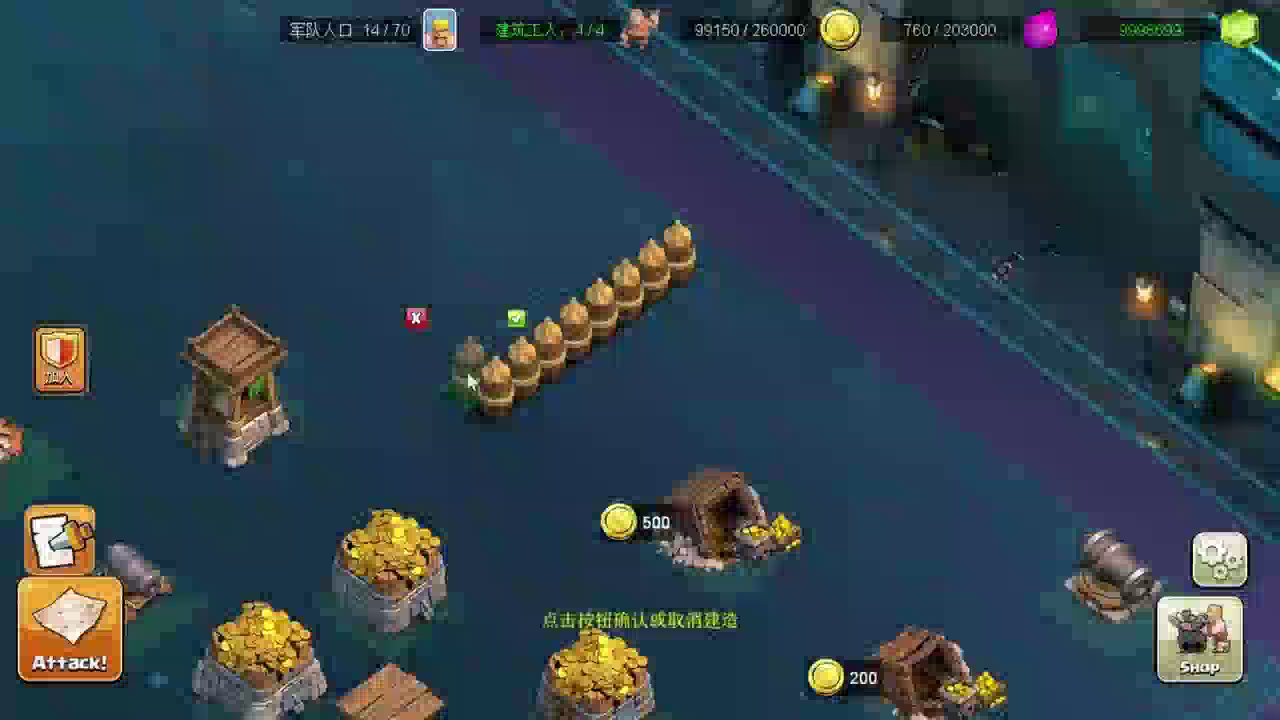 军队人口 14/70
建筑工人：4/4
99150/260000
760/203000
加入
500
点击按钮确认或取消建造
Attack!
200
SHOP